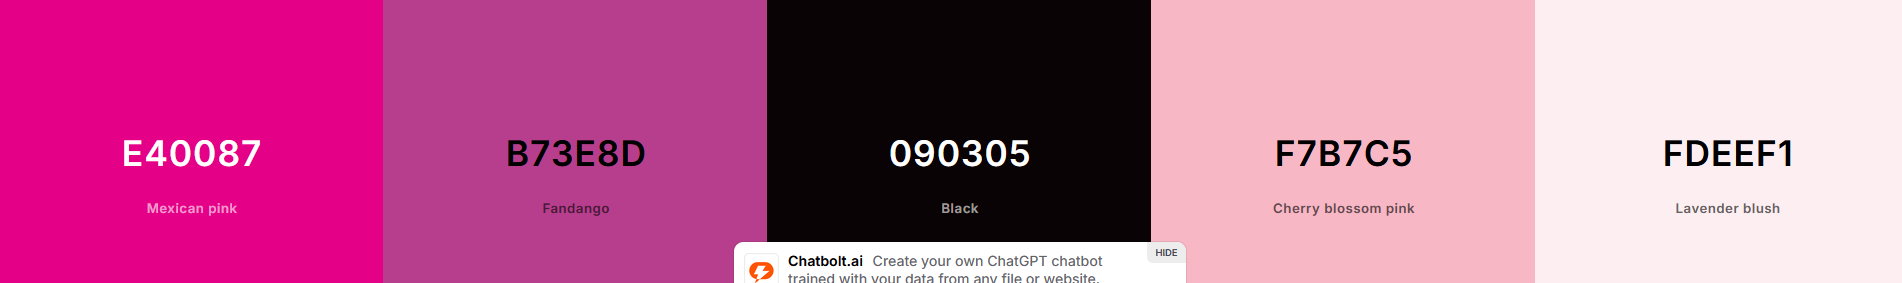 E40087
Mexican pink
B73E8D
Fandango
090305
Black
F7B7C5
Cherry blossom pink
FDEEF1
Lavender blush
HIDE
Chatbolt.ai Create your own ChatGPT chatbot
trained with your data from any file or website.